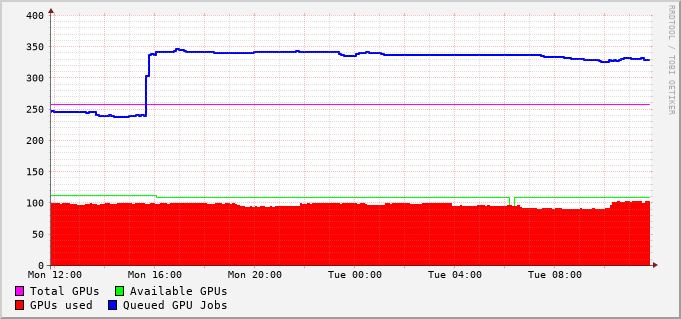 RRDTOOL / TOBI OETIKER
400
350
300
250
200
150
100
50
0
Mon 12:00 Mon 16:00 Mon 20:00 Tue 00:00 Tue 04:00 Tue 08:00
Total GPUs Available GPUs
GPUs used Queued GPU Jobs